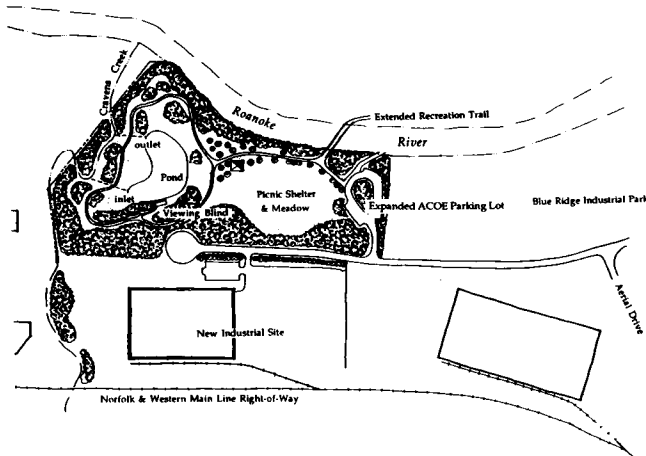 Cravens
Creek
Roanoke
River
Extended Recreation Trail
outlet
Pond
inlet
Viewing Blind
Picnic Shelter
& Meadow
Expanded ACOE Parking Lot
Blue Ridge Industrial Park
Aerial Drive
New Industrial Site
Norfolk & Western Main Line Right-of-Way